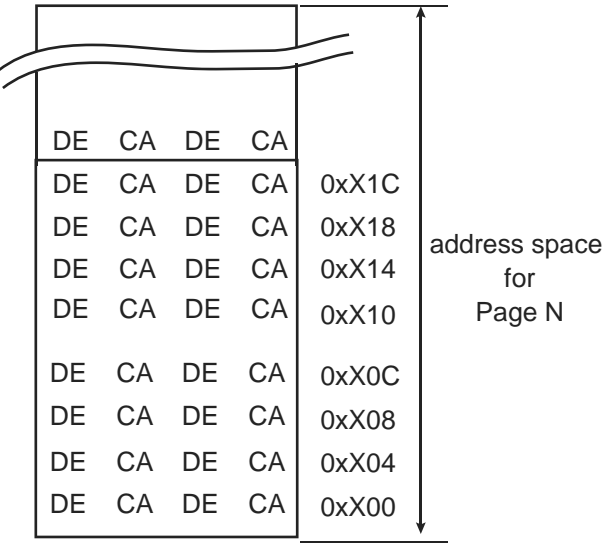 DE CA DE CA
DE CA DE CA 0xX1C
DE CA DE CA 0xX18
DE CA DE CA 0xX14
DE CA DE CA 0xX10
DE CA DE CA 0xX0C
DE CA DE CA 0xX08
DE CA DE CA 0xX04
DE CA DE CA 0xX00
address space
for
Page N